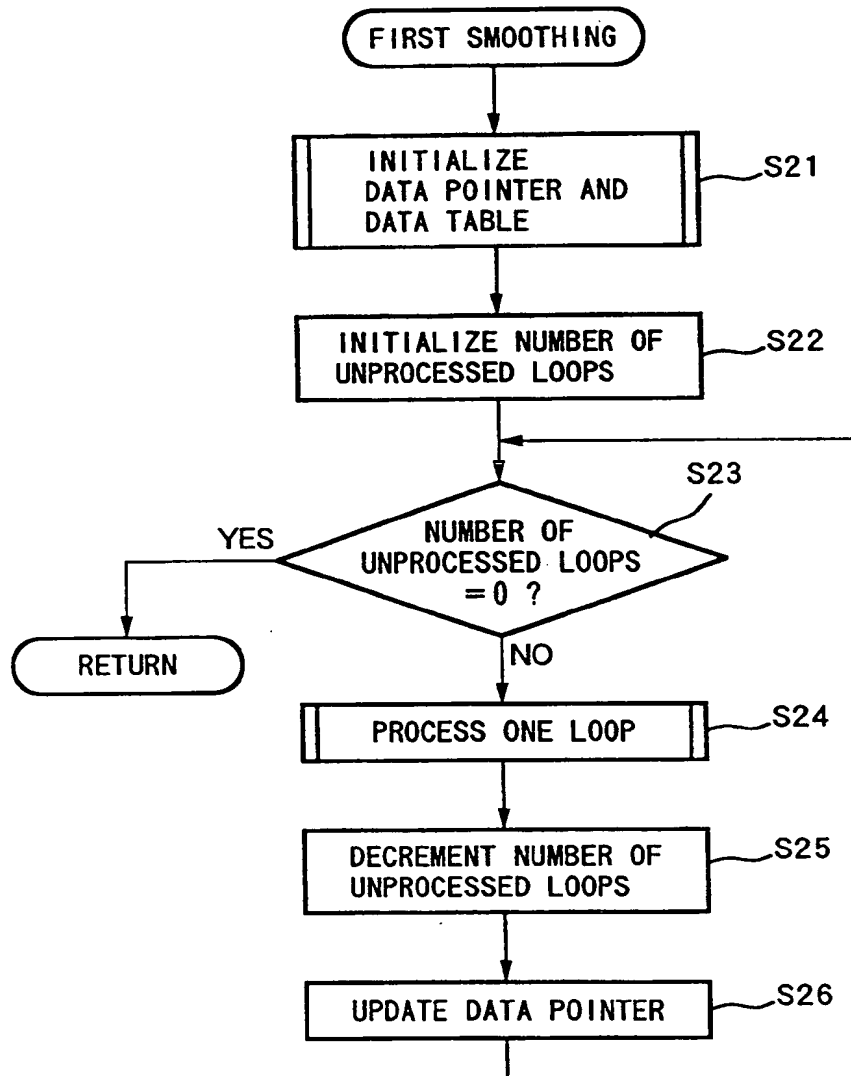 FIRST SMOOTHING
INITIALIZE
DATA POINTER AND
DATA TABLE
S21
INITIALIZE NUMBER OF
UNPROCESSED LOOPS
S22
S23
NUMBER OF
UNPROCESSED LOOPS
=0 ?
YES
RETURN
NO
PROCESS ONE LOOP
S24
DECREMENT NUMBER OF
UNPROCESSED LOOPS
S25
UPDATE DATA POINTER
S26